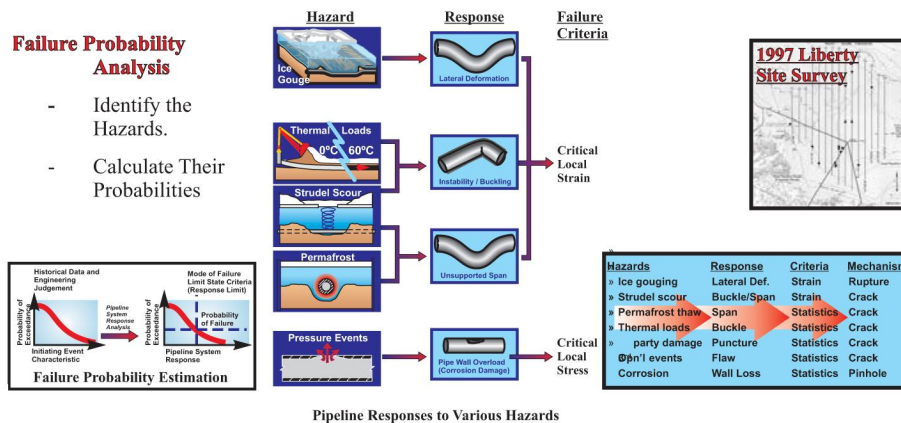 Failure Probability
Analysis
- Identify the
Hazards.
- Calculate Their
Probabilities
Historical Data and
Engineering
Judgement
Mode of Failure
Limit State Criteria
(Response Limit)
Probability of
Exceedance
Pipeline
System
Response
Analysis
Probability of
Exceedance
Probability
of Failure
Initiating Event
Characteristic
Pipeline System
Response
Failure Probability Estimation
Hazard
Response
Failure
Criteria
Ice
Gouge
Lateral Deformation
Thermal Loads
0ºC 60ºC
Instability / Buckling
Strudel Scour
Permafrost
Unsupported Span
Critical
Local
Strain
Pressure Events
Pipe Wall Overload
(Corrosion Damage)
Critical
Local
Stress
Pipeline Responses to Various Hazards
1997 Liberty
Site Survey
»
Hazards Response Criteria Mechanism
» Ice gouging Lateral Def. Strain Rupture
» Strudel scour Buckle/Span Strain Crack
» Permafrost thaw Span Statistics Crack
» Thermal loads Buckle Statistics Crack
» party damage Puncture Statistics Crack
Opn'l events Flaw Statistics Crack
Corrosion Wall Loss Statistics Pinhole